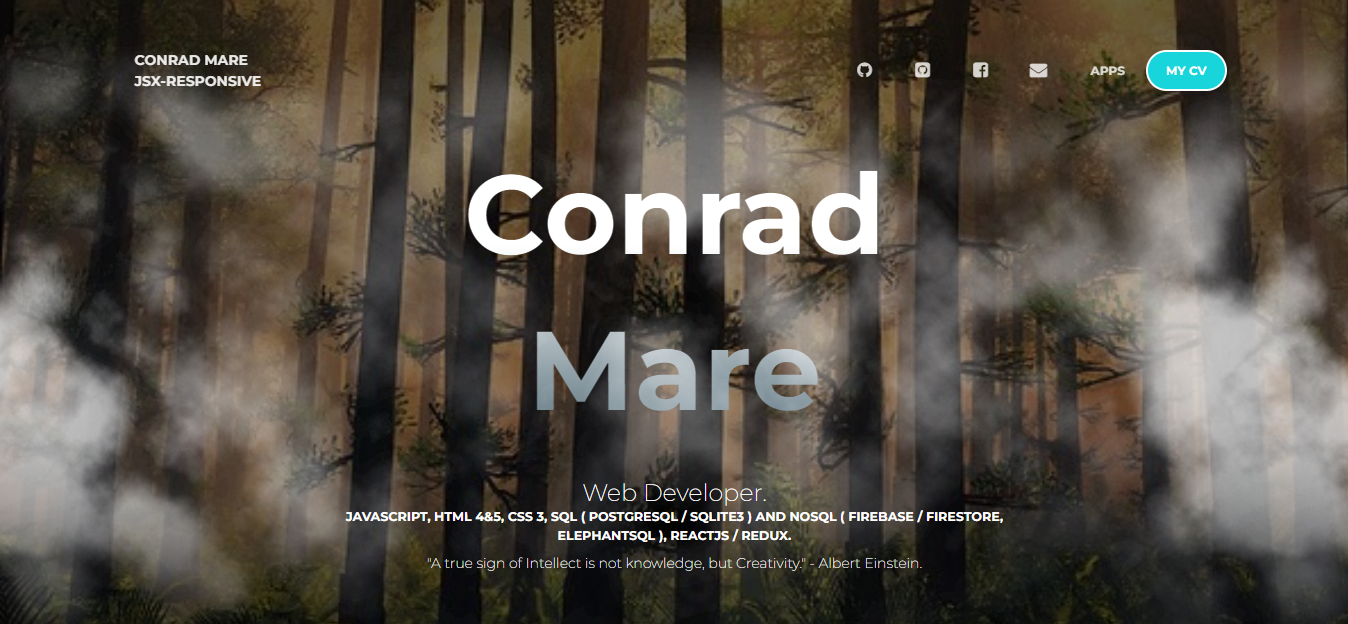 CONRAD MARE
JSX-RESPONSIVE
APPS
MY CV
Conrad
Mare
Web Developer.
JAVASCRIPT, HTML 4&5, CSS 3, SQL ( POSTGRESQL / SQLITE3 ) AND NOSQL ( FIREBASE / FIRESTORE,
ELEPHANTSQL ), REACTJS / REDUX.
"A true sign of Intellect is not knowledge, but Creativity." - Albert Einstein.